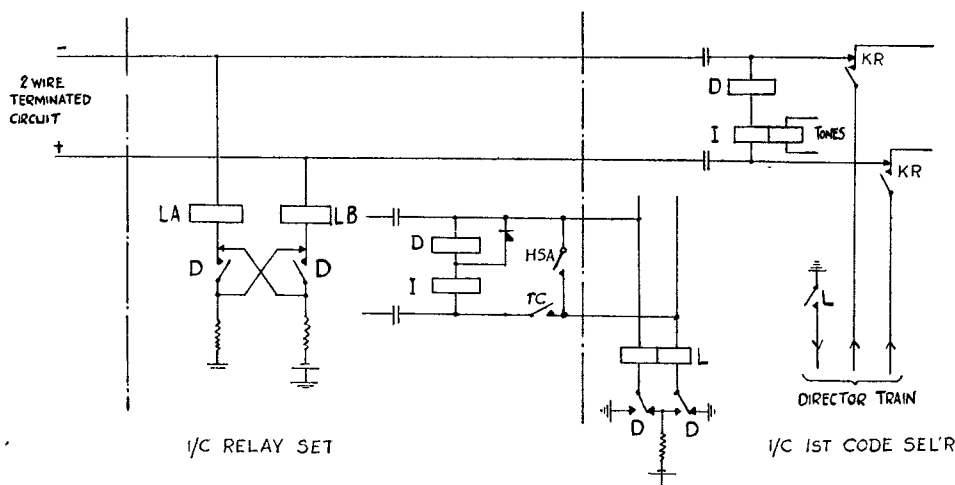 -
2 WIRE
TERMINATED
CIRCUIT
+
KR
D
I
TONES
KR
LA
LB
D
D
D
I
HSA
TC
L
L
D
D
DIRECTOR TRAIN
I/C RELAY SET
I/C 1ST CODE SEL'R